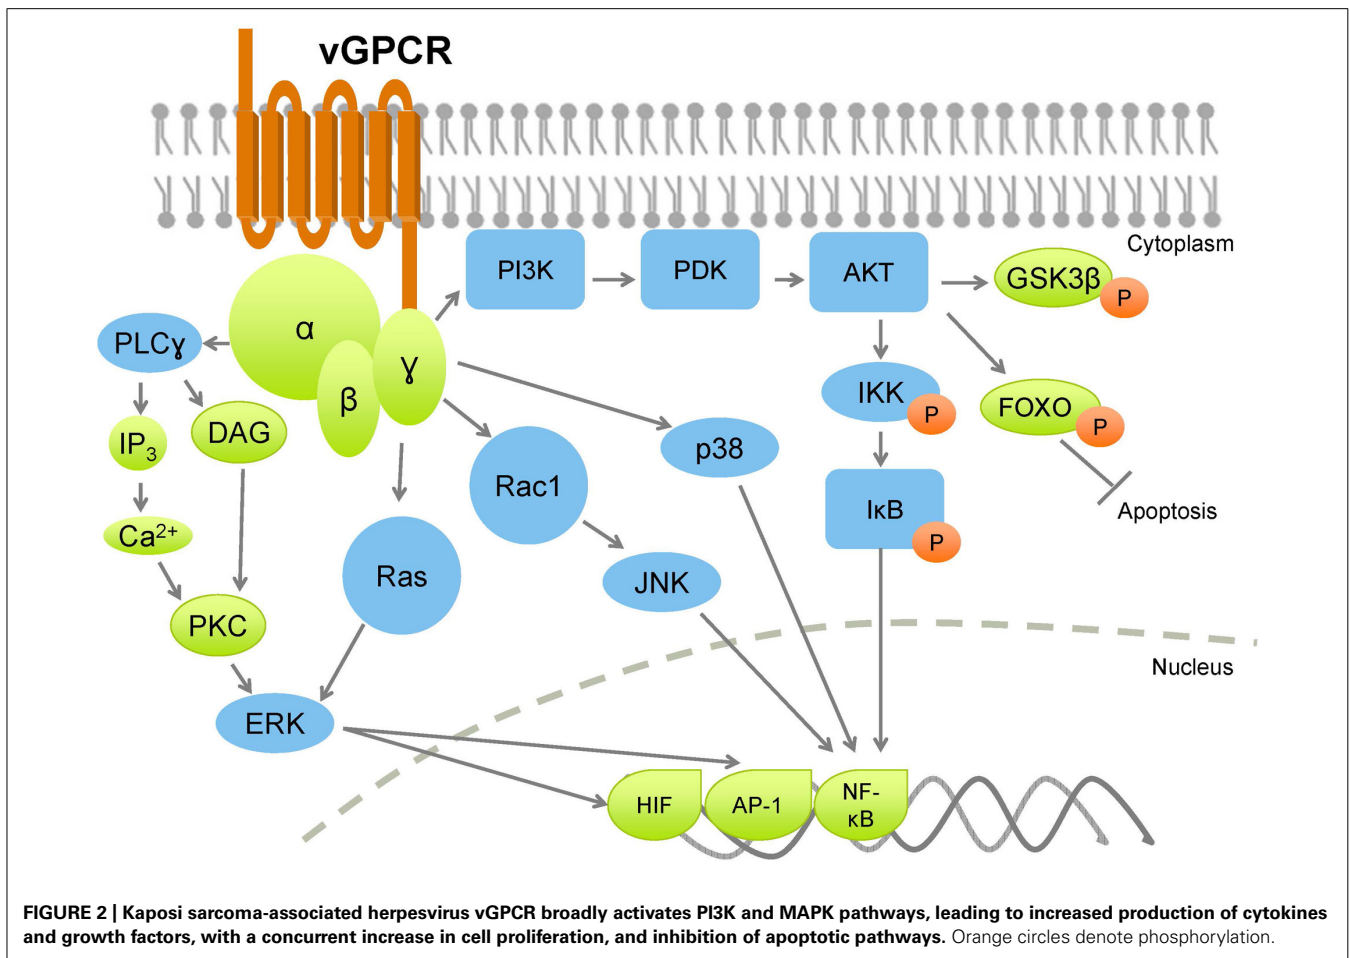 vGPCR
Cytoplasm
PI3K
PDK
AKT
GSK3β
P
α
PLCɣ
β
ɣ
IKK
P
FOXO
P
IP3
DAG
p38
Rac1
IκB
P
Apoptosis
Ca2+
Ras
JNK
PKC
Nucleus
ERK
HIF
AP-1
NF-
κB
FIGURE 2 | Kaposi sarcoma-associated herpesvirus vGPCR broadly activates PI3K and MAPK pathways, leading to increased production of cytokines
and growth factors, with a concurrent increase in cell proliferation, and inhibition of apoptotic pathways. Orange circles denote phosphorylation.